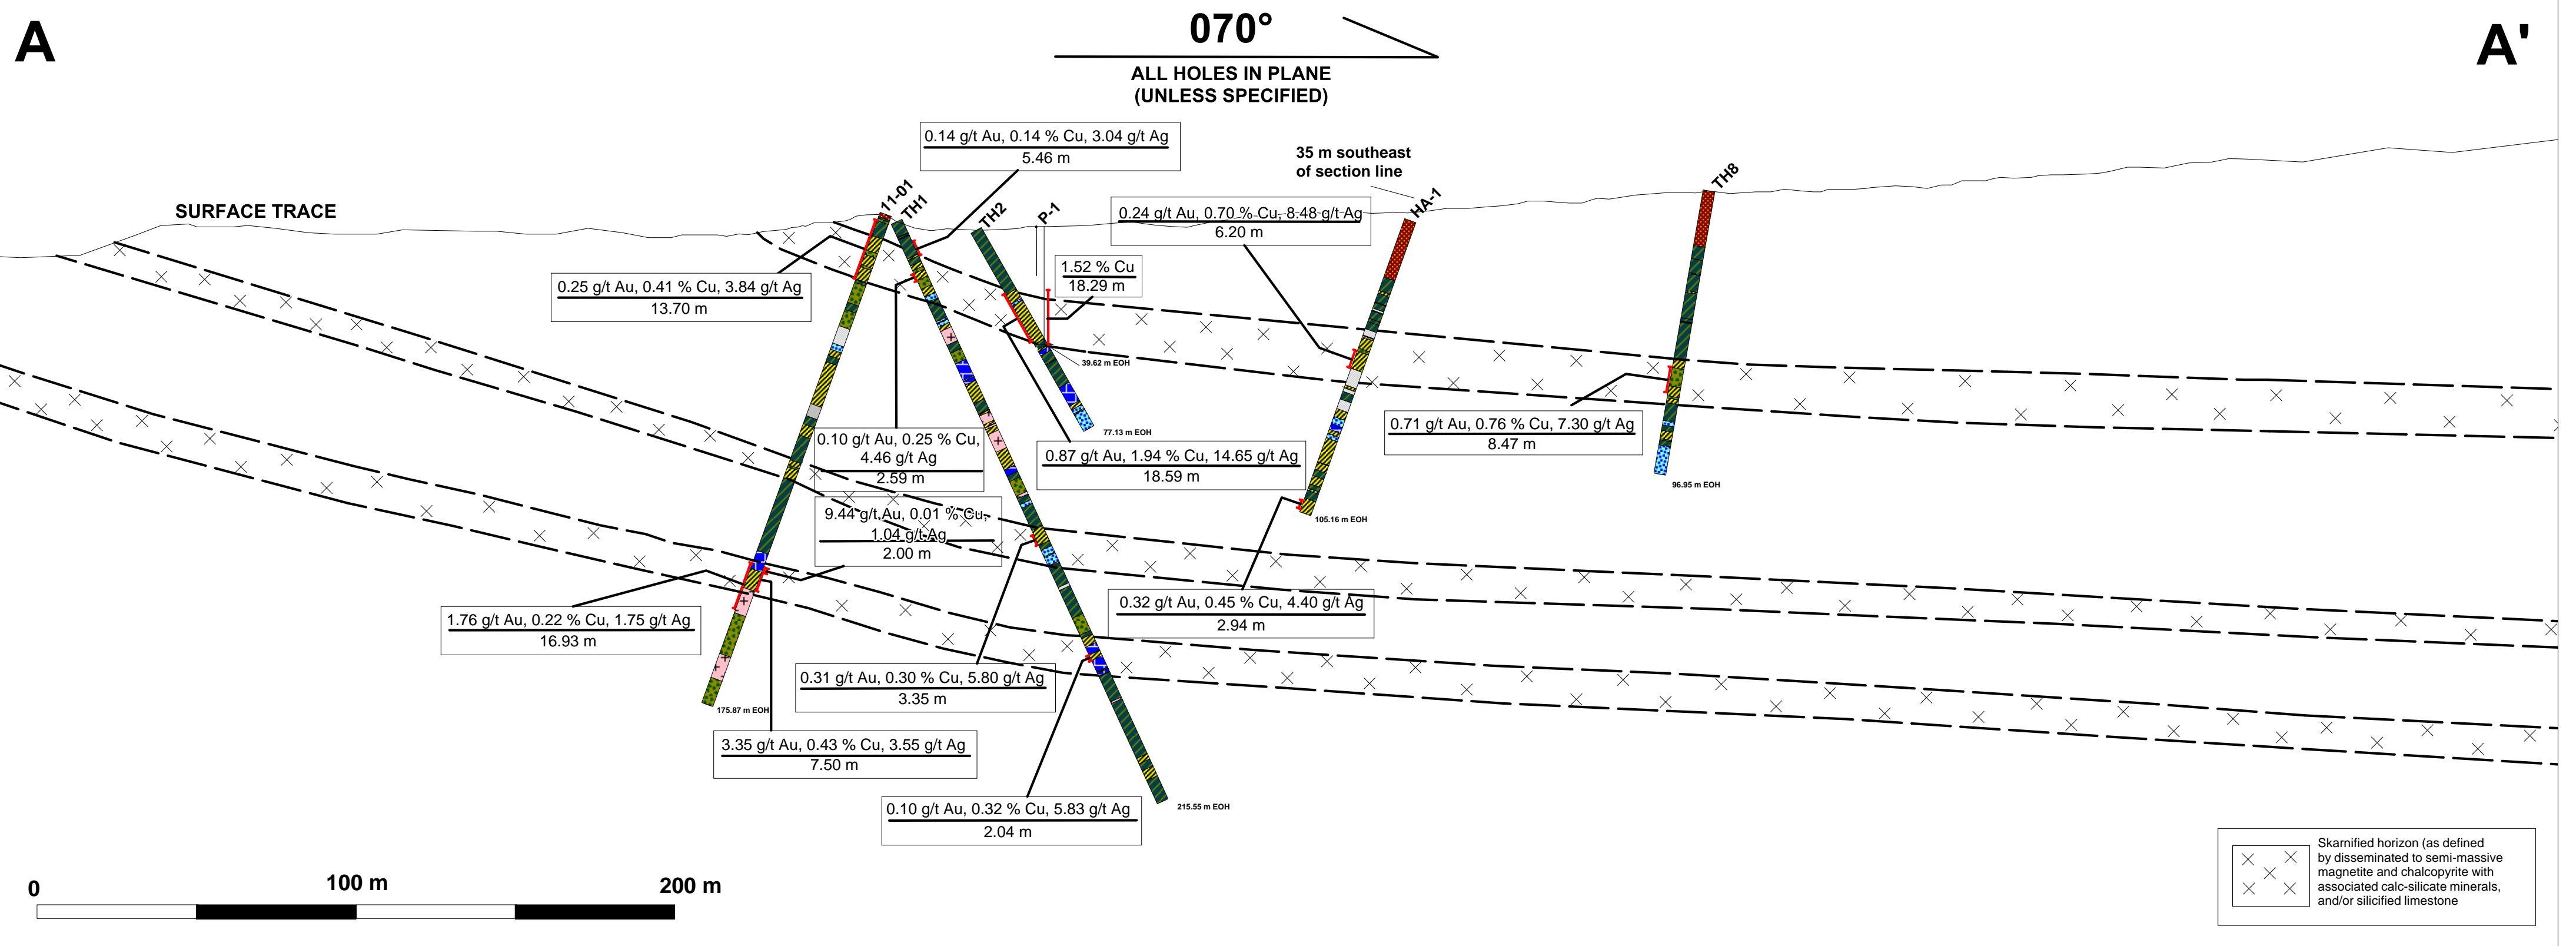 A
070°
A'
ALL HOLES IN PLANE
(UNLESS SPECIFIED)
0.14 g/t Au, 0.14 % Cu, 3.04 g/t Ag
5.46 m
35 m southeast
of section line
SURFACE TRACE
11-01
TH1
TH2
P-1
HA-1
TH8
0.24 g/t Au, 0.70 % Cu, 8.48 g/t Ag
6.20 m
1.52 % Cu
18.29 m
0.25 g/t Au, 0.41 % Cu, 3.84 g/t Ag
13.70 m
39.62 m EOH
77.13 m EOH
0.71 g/t Au, 0.76 % Cu, 7.30 g/t Ag
8.47 m
0.10 g/t Au, 0.25 % Cu,
4.46 g/t Ag
2.59 m
0.87 g/t Au, 1.94 % Cu, 14.65 g/t Ag
18.59 m
96.95 m EOH
9.44 g/t Au, 0.01 % Cu,
1.04 g/t Ag
2.00 m
105.16 m EOH
1.76 g/t Au, 0.22 % Cu, 1.75 g/t Ag
16.93 m
0.32 g/t Au, 0.45 % Cu, 4.40 g/t Ag
2.94 m
0.31 g/t Au, 0.30 % Cu, 5.80 g/t Ag
3.35 m
175.87 m EOH
3.35 g/t Au, 0.43 % Cu, 3.55 g/t Ag
7.50 m
0.10 g/t Au, 0.32 % Cu, 5.83 g/t Ag
2.04 m
215.55 m EOH
0
100 m
200 m
Skarnified horizon (as defined
by disseminated to semi-massive
magnetite and chalcopyrite with
associated calc-silicate minerals,
and/or silicified limestone